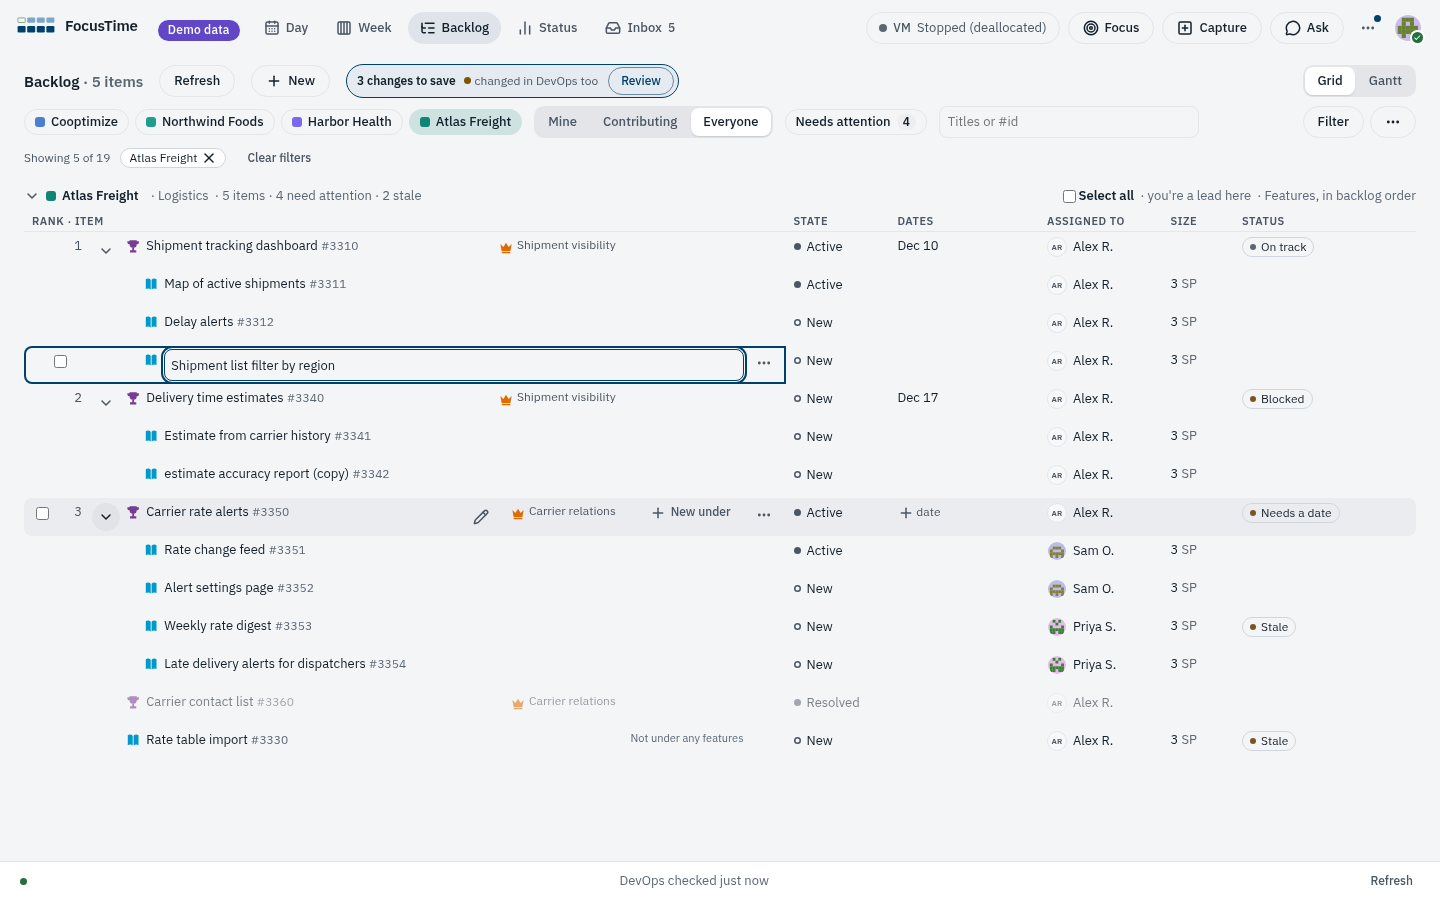 FocusTime Demo data Day Week Backlog Status Inbox 5 VM Stopped (deallocated) Focus Capture Ask
Backlog · 5 items Refresh New 3 changes to save changed in DevOps too Review Grid Gantt
Cooptimize Northwind Foods Harbor Health Atlas Freight Mine Contributing Everyone Needs attention 4 Titles or #id Filter
Showing 5 of 19 Atlas Freight Clear filters
Atlas Freight · Logistics · 5 items · 4 need attention · 2 stale Select all · you're a lead here · Features, in backlog order
RANK · ITEM STATE DATES ASSIGNED TO SIZE STATUS
1 Shipment tracking dashboard #3310 Shipment visibility Active Dec 10 AR Alex R. On track
Map of active shipments #3311 Active AR Alex R. 3 SP
Delay alerts #3312 New AR Alex R. 3 SP
Shipment list filter by region New AR Alex R. 3 SP
2 Delivery time estimates #3340 Shipment visibility New Dec 17 AR Alex R. Blocked
Estimate from carrier history #3341 New AR Alex R. 3 SP
estimate accuracy report (copy) #3342 New AR Alex R. 3 SP
3 Carrier rate alerts #3350 Carrier relations New under Active date AR Alex R. Needs a date
Rate change feed #3351 Active Sam O. 3 SP
Alert settings page #3352 New Sam O. 3 SP
Weekly rate digest #3353 New Priya S. 3 SP Stale
Late delivery alerts for dispatchers #3354 New Priya S. 3 SP
Carrier contact list #3360 Carrier relations Resolved AR Alex R.
Rate table import #3330 Not under any features New AR Alex R. 3 SP Stale
DevOps checked just now Refresh